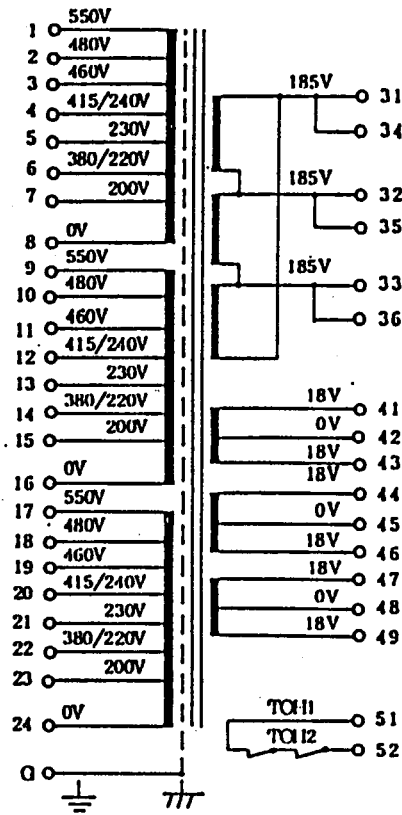 1 550V
2 480V
3 460V
4 415/240V
5 230V
6 380/220V
7 200V
8 0V
9 550V
10 480V
11 460V
12 415/240V
13 230V
14 380/220V
15 200V
16 0V
17 550V
18 480V
19 460V
20 415/240V
21 230V
22 380/220V
23 200V
24 0V
G
185V 31
34
185V 32
35
185V 33
36
18V 41
0V 42
18V 43
18V 44
0V 45
18V 46
18V 47
0V 48
18V 49
TOH1 51
TOH2 52